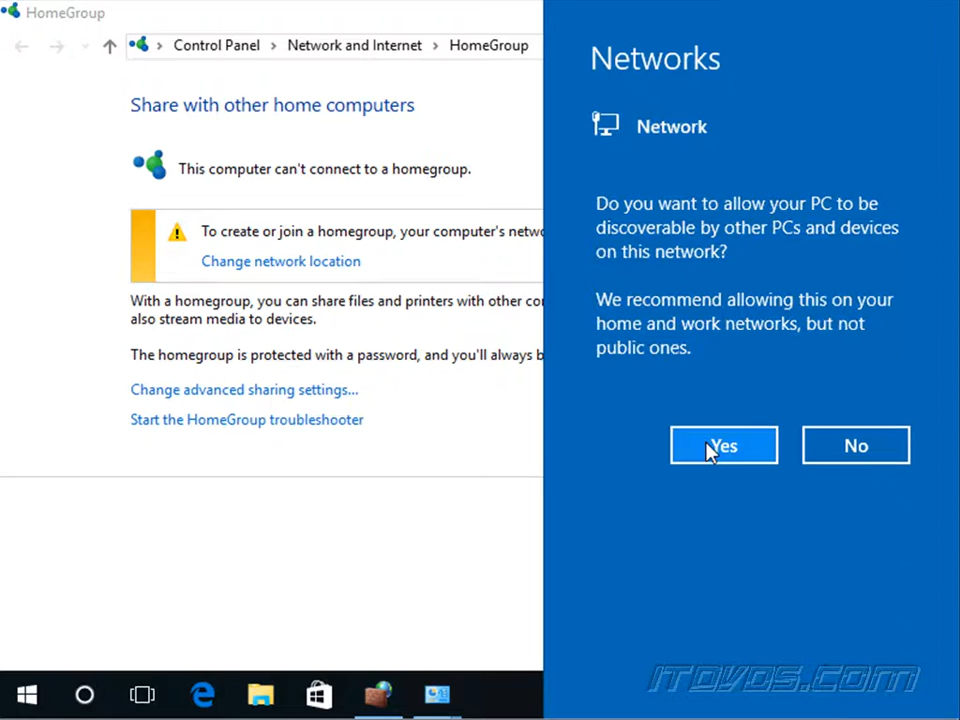 HomeGroup
Control Panel > Network and Internet > HomeGroup
Share with other home computers
This computer can't connect to a homegroup.
To create or join a homegroup, your computer's netwo
Change network location
With a homegroup, you can share files and printers with other co
also stream media to devices.
The homegroup is protected with a password, and you'll always b
Change advanced sharing settings...
Start the HomeGroup troubleshooter
Networks
Network
Do you want to allow your PC to be
discoverable by other PCs and devices
on this network?
We recommend allowing this on your
home and work networks, but not
public ones.
Yes No
ITDVDS.COM